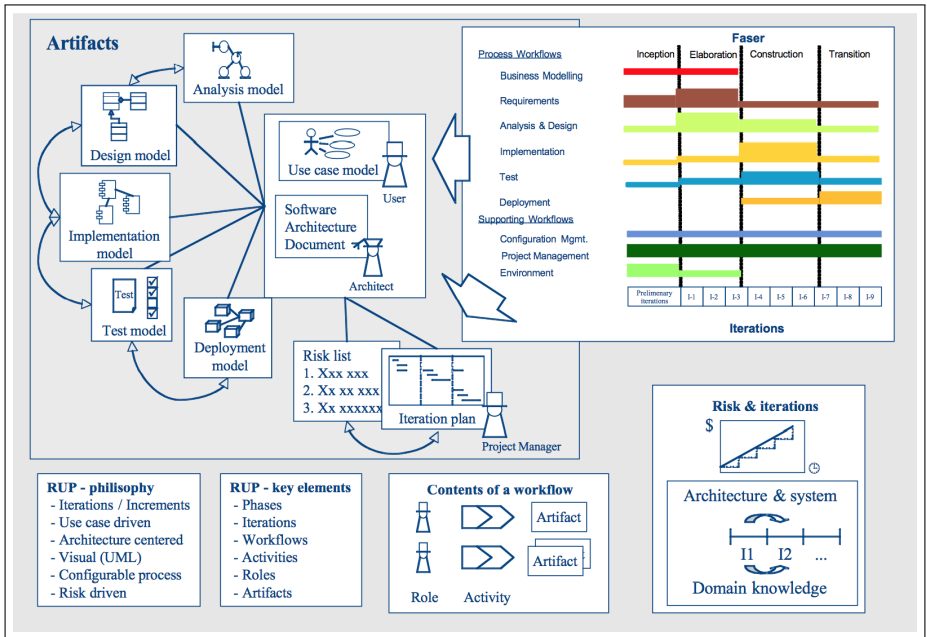 Artifacts
Analysis model
Design model
Implementation
model
Test
Test model
Deployment
model
Use case model
User
Software
Architecture
Document
Architect
Risk list
1. Xxx xxx
2. Xx xx xxx
3. Xx xxxxxx
Iteration plan
Project Manager
Faser
Process Workflows
Inception
Elaboration
Construction
Transition
Business Modelling
Requirements
Analysis & Design
Implementation
Test
Deployment
Supporting Workflows
Configuration Mgmt.
Project Management
Environment
Prelimenary
iterations
I-1
I-2
I-3
I-4
I-5
I-6
I-7
I-8
I-9
Iterations
RUP - philisophy
- Iterations / Increments
- Use case driven
- Architecture centered
- Visual (UML)
- Configurable process
- Risk driven
RUP - key elements
- Phases
- Iterations
- Workflows
- Activities
- Roles
- Artifacts
Contents of a workflow
Artifact
Artifact
Role
Activity
Risk & iterations
$
Architecture & system
I1
I2
...
Domain knowledge